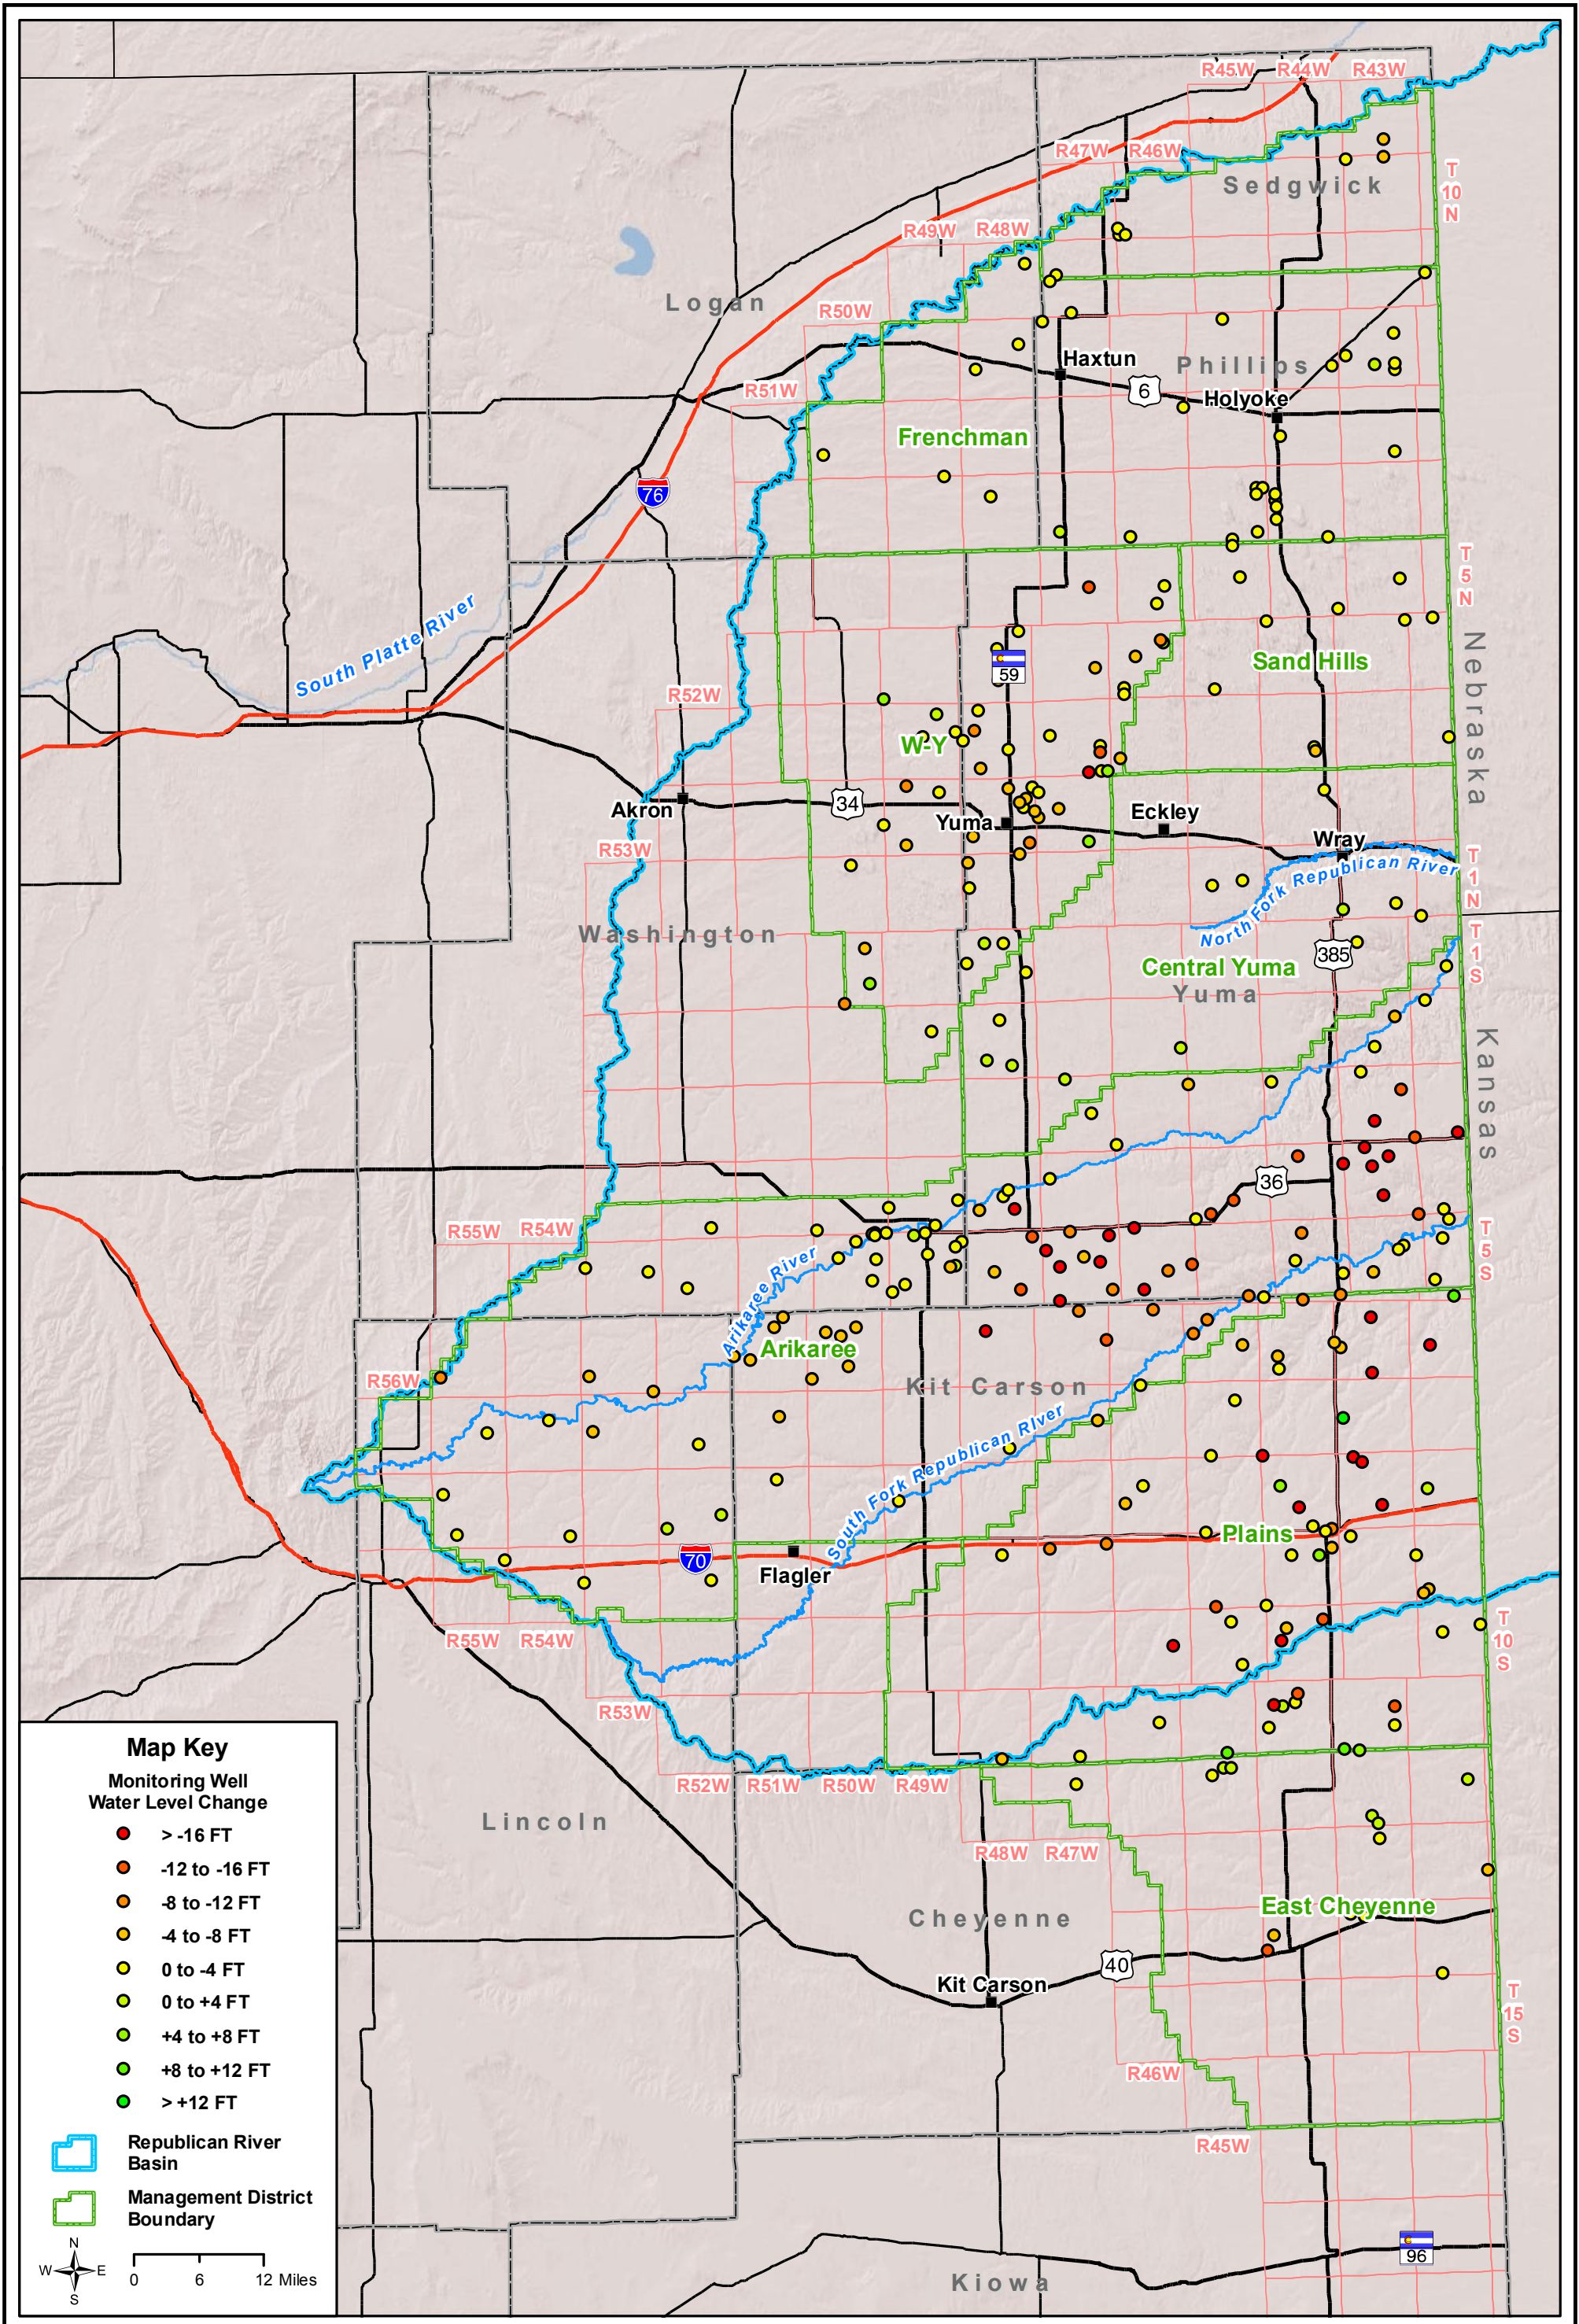 R45W R44W R43W
R47W R46W
T
10
N
Sedgwick
R49W R48W
Logan
R50W
Haxtun
Phillips
6
Holyoke
R51W
Frenchman
76
T
5
N
South Platte River
Nebraska
Sand Hills
59
R52W
W-Y
34
Akron
Yuma
Eckley
Wray
R53W
North Fork Republican River
T
1
N
T
1
S
Washington
385
Central Yuma
Yuma
Kansas
36
R55W R54W
T
5
S
Arikaree River
Arikaree
R56W
Kit Carson
South Fork Republican River
Plains
70
Flagler
R55W R54W
T
10
S
R53W
R52W R51W R50W R49W
Lincoln
R48W R47W
East Cheyenne
Cheyenne
40
Kit Carson
T
15
S
R46W
R45W
96
Kiowa
Map Key
Monitoring Well
Water Level Change
> -16 FT
-12 to -16 FT
-8 to -12 FT
-4 to -8 FT
0 to -4 FT
0 to +4 FT
+4 to +8 FT
+8 to +12 FT
> +12 FT
Republican River
Basin
Management District
Boundary
N
W E
S
0 6 12 Miles